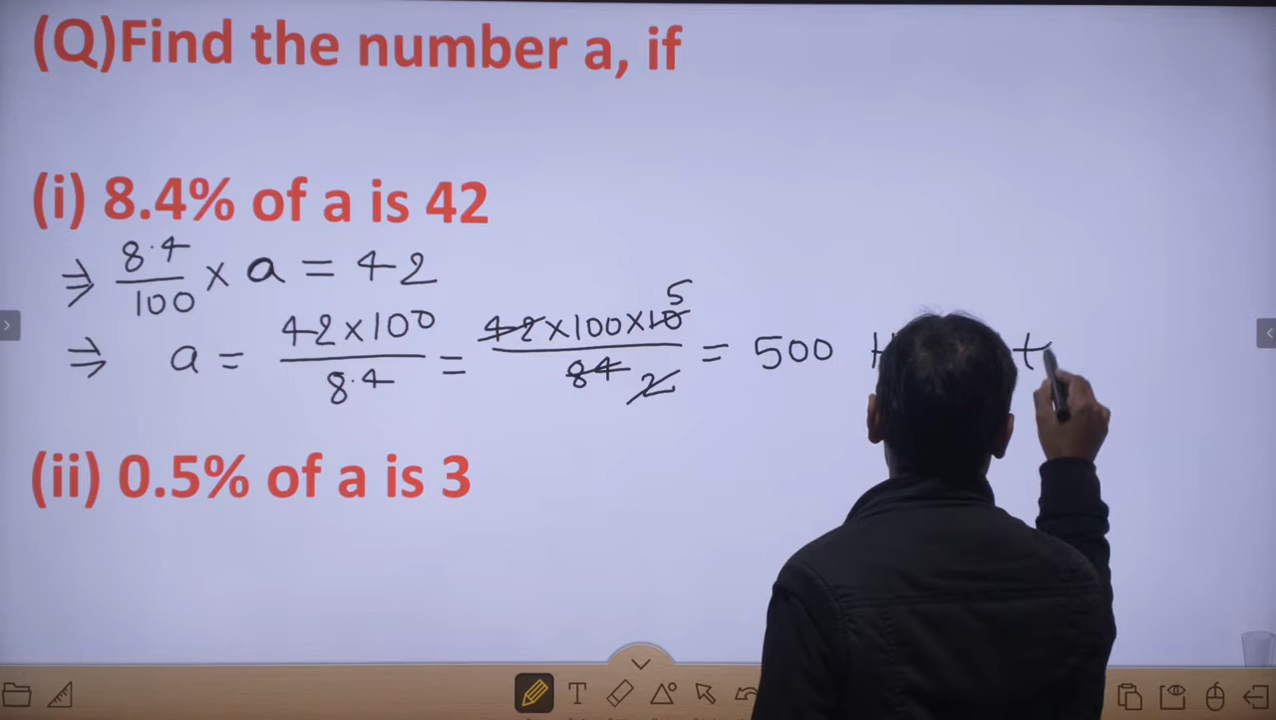 (Q)Find the number a, if
(i) 8.4% of a is 42
⇒ 8.4/100 × a = 42
⇒ a = 42×100/8.4 = 42×100×10 5/84 2 = 500
(ii) 0.5% of a is 3
T